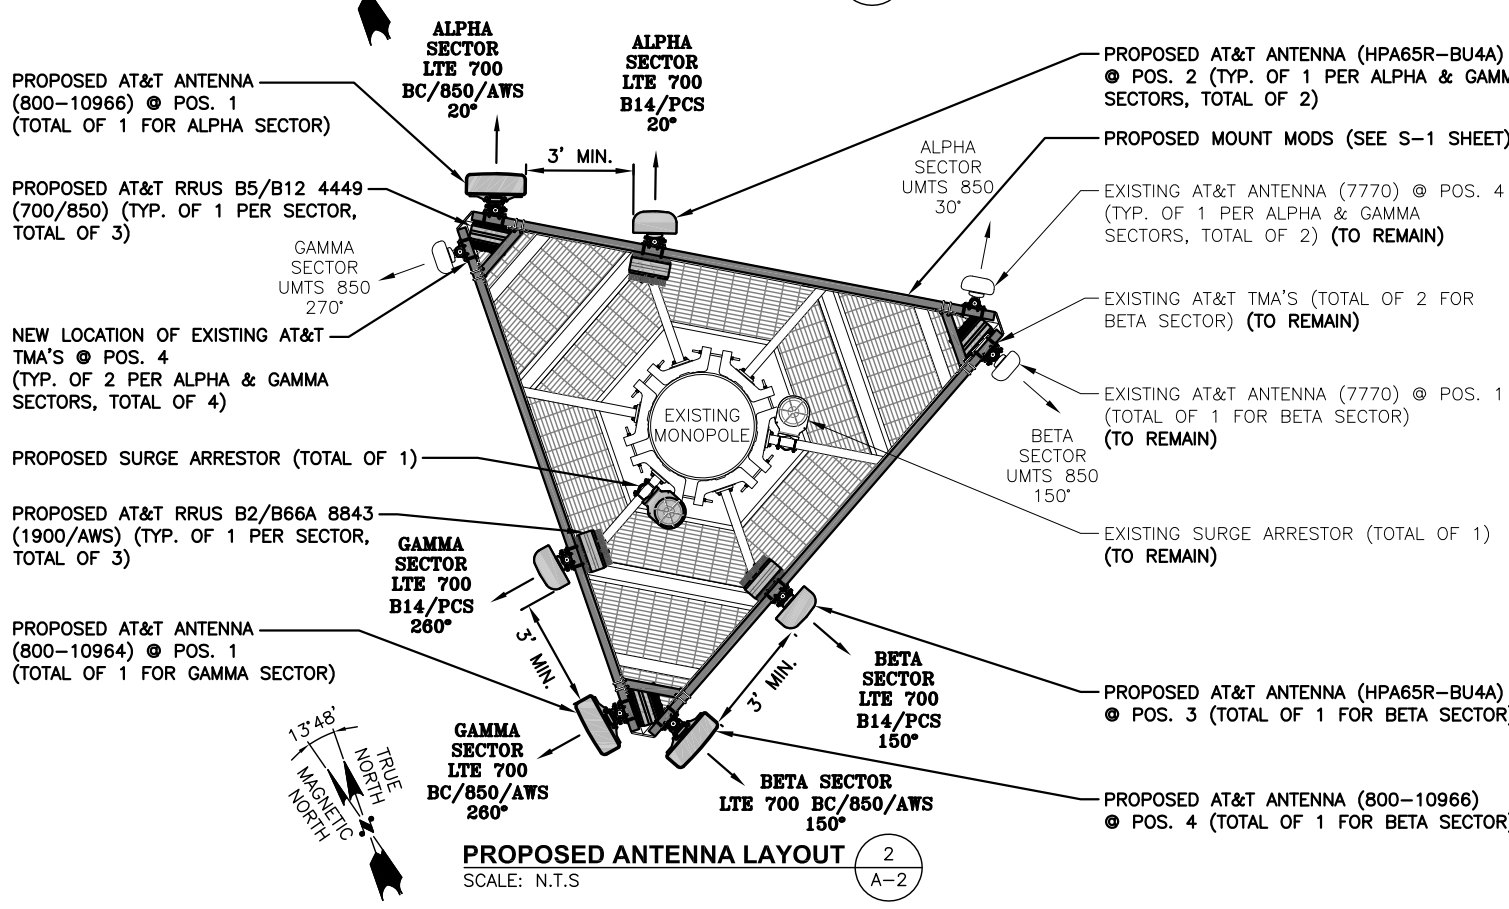 ALPHA
SECTOR
LTE 700
BC/850/AWS
20°
ALPHA
SECTOR
LTE 700
B14/PCS
20°
3' MIN.
PROPOSED AT&T ANTENNA
(800-10966) @ POS. 1
(TOTAL OF 1 FOR ALPHA SECTOR)
PROPOSED AT&T RRUS B5/B12 4449
(700/850) (TYP. OF 1 PER SECTOR,
TOTAL OF 3)
GAMMA
SECTOR
UMTS 850
270°
NEW LOCATION OF EXISTING AT&T
TMA'S @ POS. 4
(TYP. OF 2 PER ALPHA & GAMMA
SECTORS, TOTAL OF 4)
PROPOSED SURGE ARRESTOR (TOTAL OF 1)
PROPOSED AT&T RRUS B2/B66A 8843
(1900/AWS) (TYP. OF 1 PER SECTOR,
TOTAL OF 3)
GAMMA
SECTOR
LTE 700
B14/PCS
260°
3' MIN.
PROPOSED AT&T ANTENNA
(800-10964) @ POS. 1
(TOTAL OF 1 FOR GAMMA SECTOR)
GAMMA
SECTOR
LTE 700
BC/850/AWS
260°
EXISTING
MONOPOLE
PROPOSED AT&T ANTENNA (HPA65R-BU4A)
@ POS. 2 (TYP. OF 1 PER ALPHA & GAMM
SECTORS, TOTAL OF 2)
PROPOSED MOUNT MODS (SEE S-1 SHEET)
ALPHA
SECTOR
UMTS 850
30°
EXISTING AT&T ANTENNA (7770) @ POS. 4
(TYP. OF 1 PER ALPHA & GAMMA
SECTORS, TOTAL OF 2) (TO REMAIN)
EXISTING AT&T TMA'S (TOTAL OF 2 FOR
BETA SECTOR) (TO REMAIN)
EXISTING AT&T ANTENNA (7770) @ POS. 1
(TOTAL OF 1 FOR BETA SECTOR)
(TO REMAIN)
BETA
SECTOR
UMTS 850
150°
EXISTING SURGE ARRESTOR (TOTAL OF 1)
(TO REMAIN)
BETA
SECTOR
LTE 700
B14/PCS
150°
3' MIN.
PROPOSED AT&T ANTENNA (HPA65R-BU4A)
@ POS. 3 (TOTAL OF 1 FOR BETA SECTOR)
BETA SECTOR
LTE 700 BC/850/AWS
150°
PROPOSED AT&T ANTENNA (800-10966)
@ POS. 4 (TOTAL OF 1 FOR BETA SECTOR)
13°48'
TRUE
NORTH
MAGNETIC
NORTH
N
PROPOSED ANTENNA LAYOUT
SCALE: N.T.S
2
A-2